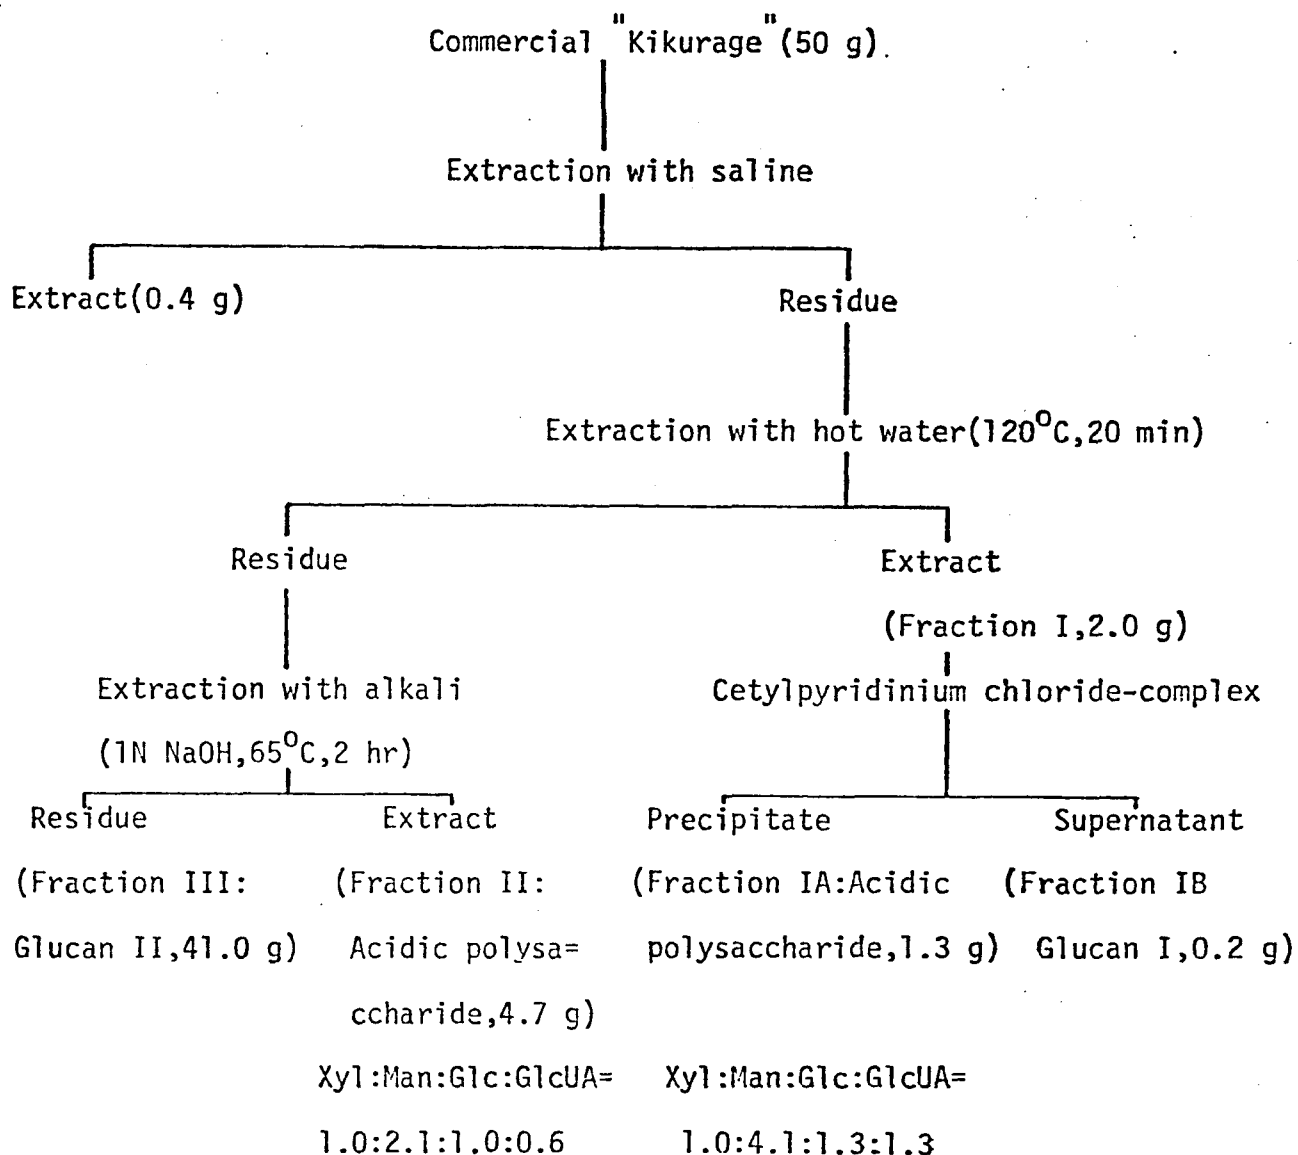 Commercial "Kikurage"(50 g).
Extraction with saline
Extract(0.4 g)
Residue
Extraction with hot water(120°C,20 min)
Residue
Extract
(Fraction I,2.0 g)
Extraction with alkali
(1N NaOH,65°C,2 hr)
Cetylpyridinium chloride-complex
Residue
(Fraction III:
Glucan II,41.0 g)
Extract
(Fraction II:
Acidic polysa=
ccharide,4.7 g)
Xyl:Man:Glc:GlcUA=
1.0:2.1:1.0:0.6
Precipitate
(Fraction IA:Acidic
polysaccharide,1.3 g)
Xyl:Man:Glc:GlcUA=
1.0:4.1:1.3:1.3
Supernatant
(Fraction IB
Glucan I,0.2 g)